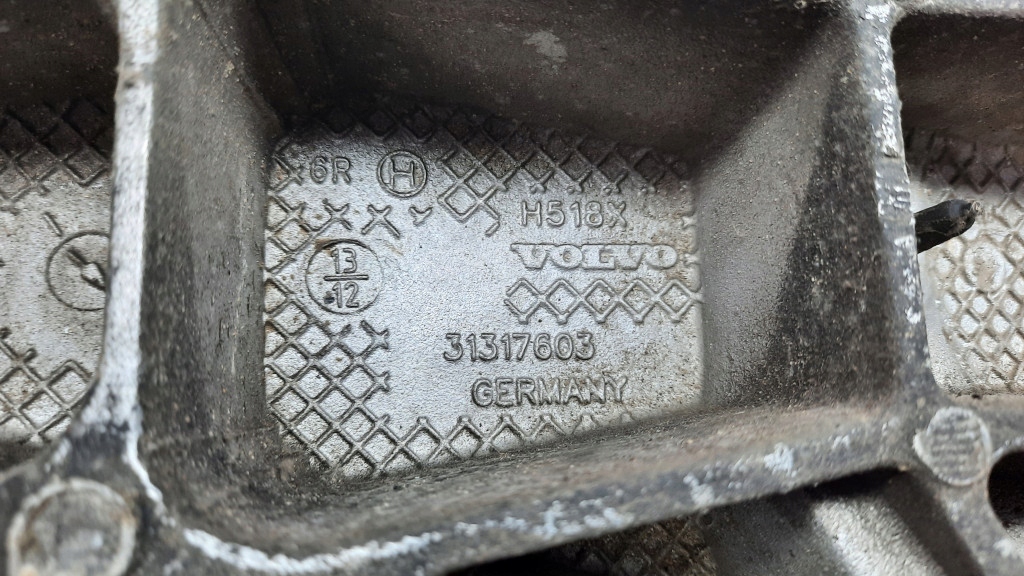 6R H
H518X
VOLVO
13
12
31317603
GERMANY